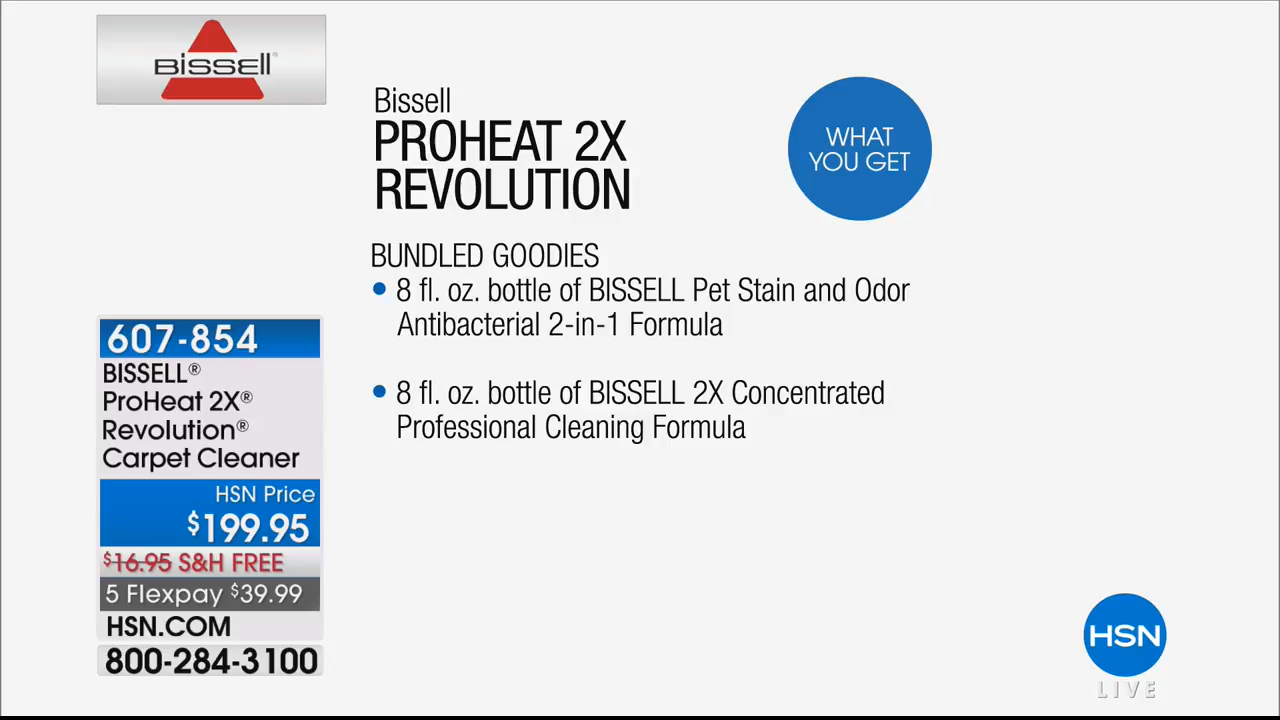 BISSELL®
Bissell
PROHEAT 2X
REVOLUTION
WHAT
YOU GET
BUNDLED GOODIES
• 8 fl. oz. bottle of BISSELL Pet Stain and Odor
Antibacterial 2-in-1 Formula
• 8 fl. oz. bottle of BISSELL 2X Concentrated
Professional Cleaning Formula
607-854
BISSELL®
ProHeat 2X®
Revolution®
Carpet Cleaner
HSN Price
$199.95
$16.95 S&H FREE
5 Flexpay $39.99
HSN.COM
800-284-3100
HSN
LIVE